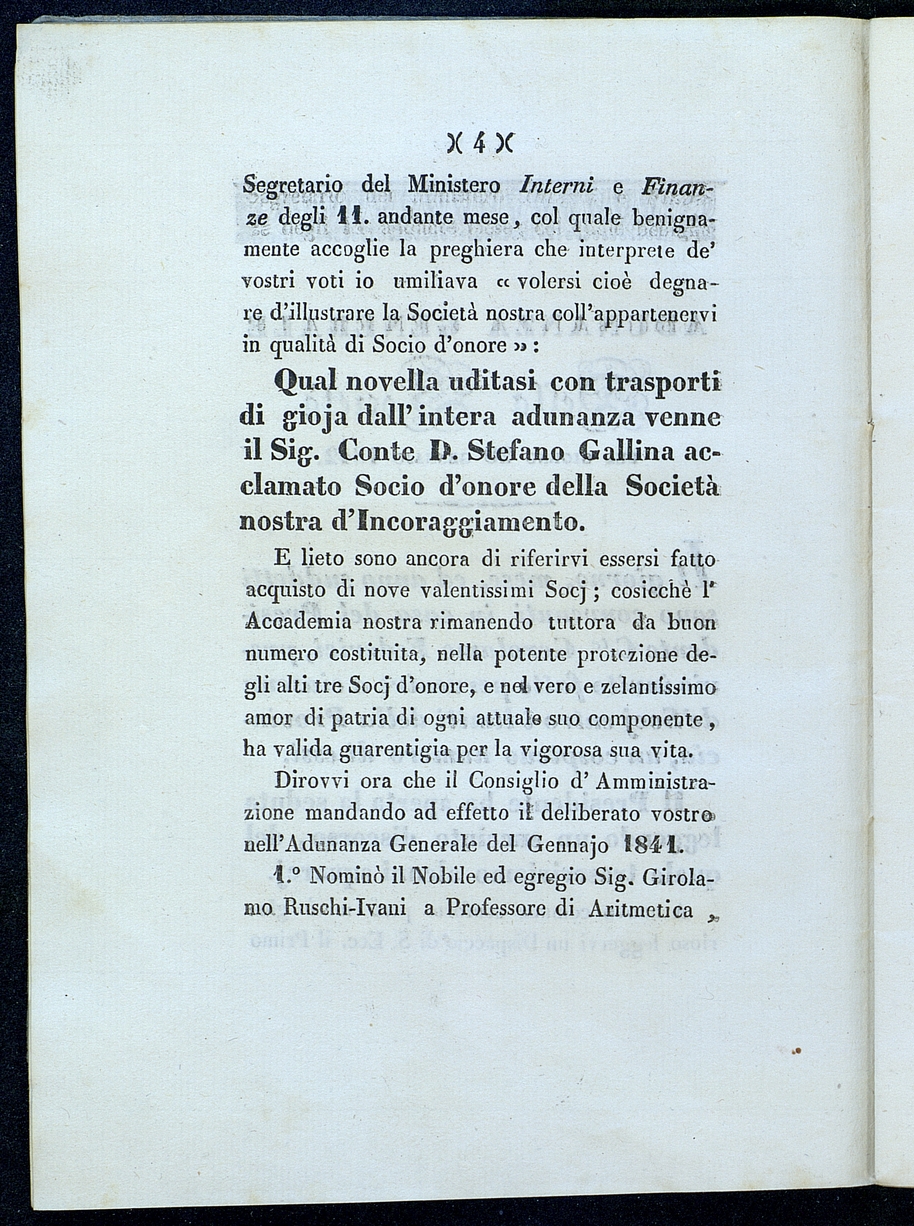 )( 4 )(
Segretario del Ministero Interni e Finan-
ze degli 11. andante mese, col quale benigna-
mente accoglie la preghiera che interprete de'
vostri voti io umiliava « volersi cioè degna-
re d'illustrare la Società nostra coll'appartenervi
in qualità di Socio d'onore » :
Qual novella uditasi con trasporti
di gioja dall' intera adunanza venne
il Sig. Conte D. Stefano Gallina ac-
clamato Socio d'onore della Società
nostra d'Incoraggiamento.
E lieto sono ancora di riferirvi essersi fatto
acquisto di nove valentissimi Socj ; cosicchè l'
Accademia nostra rimanendo tuttora da buon
numero costituita, nella potente protezione de-
gli alti tre Socj d'onore, e nel vero e zelantissimo
amor di patria di ogni attuale suo componente ,
ha valida guarentigia per la vigorosa sua vita.
Dirovvi ora che il Consiglio d' Amministra-
zione mandando ad effetto il deliberato vostro
nell'Adunanza Generale del Gennajo 1841.
1.° Nominò il Nobile ed egregio Sig. Girola-
mo Ruschi-Ivani a Professore di Aritmetica ,